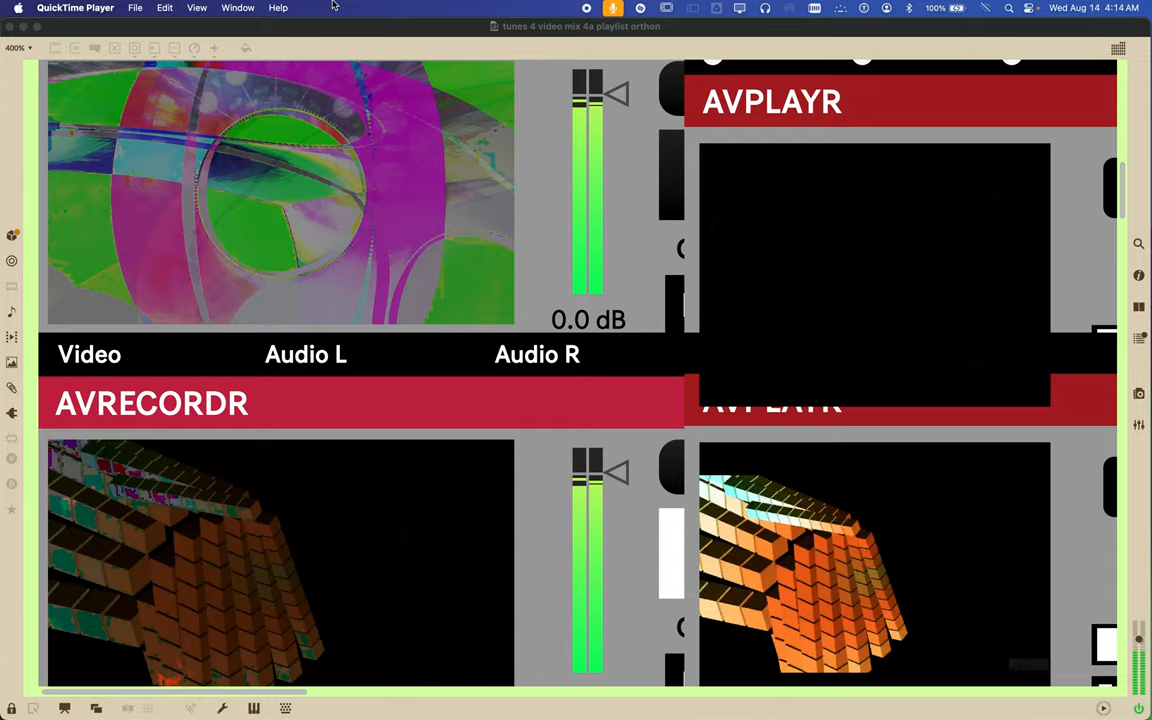 QuickTime Player File Edit View Window Help 100% Wed Aug 14 4:14 AM
tunes 4 video mix 4a playlist orthon
400%
AVPLAYR
0.0 dB
Video Audio L Audio R
AVRECORDR
AVPLAYR